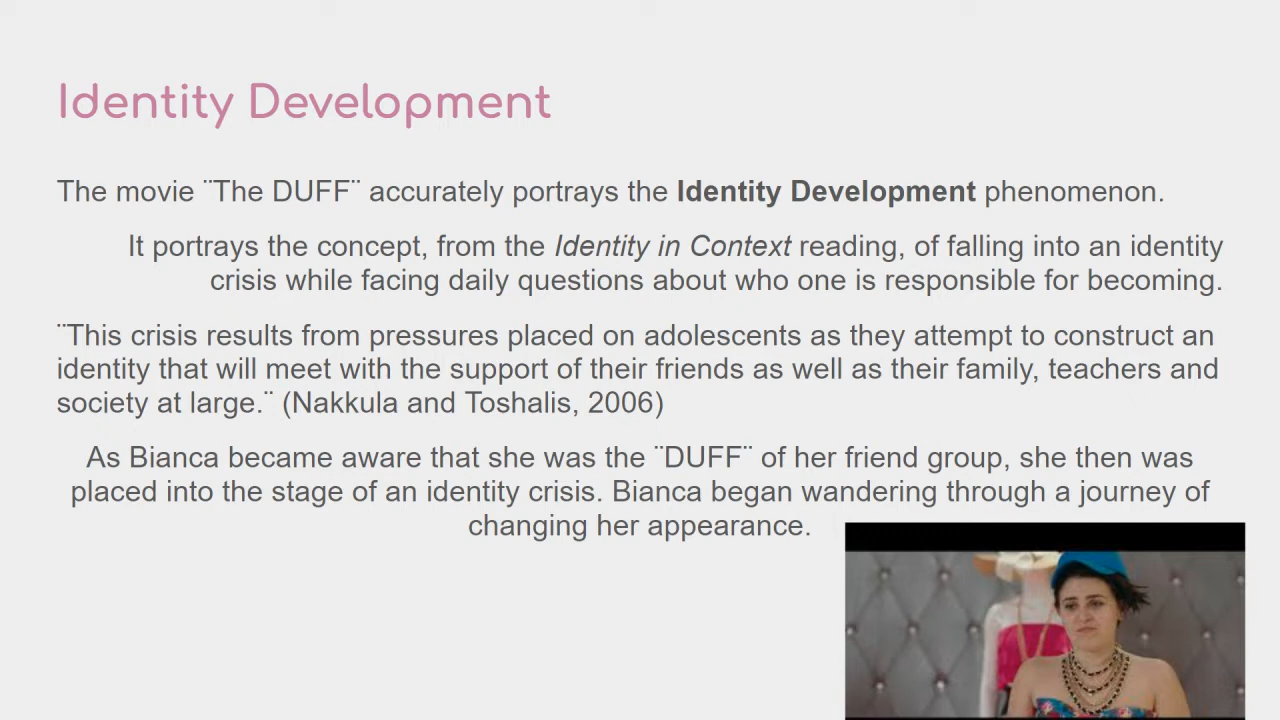 Identity Development
The movie ¨The DUFF¨ accurately portrays the Identity Development phenomenon.
It portrays the concept, from the Identity in Context reading, of falling into an identity
crisis while facing daily questions about who one is responsible for becoming.
¨This crisis results from pressures placed on adolescents as they attempt to construct an
identity that will meet with the support of their friends as well as their family, teachers and
society at large.¨ (Nakkula and Toshalis, 2006)
As Bianca became aware that she was the ¨DUFF¨ of her friend group, she then was
placed into the stage of an identity crisis. Bianca began wandering through a journey of
changing her appearance.